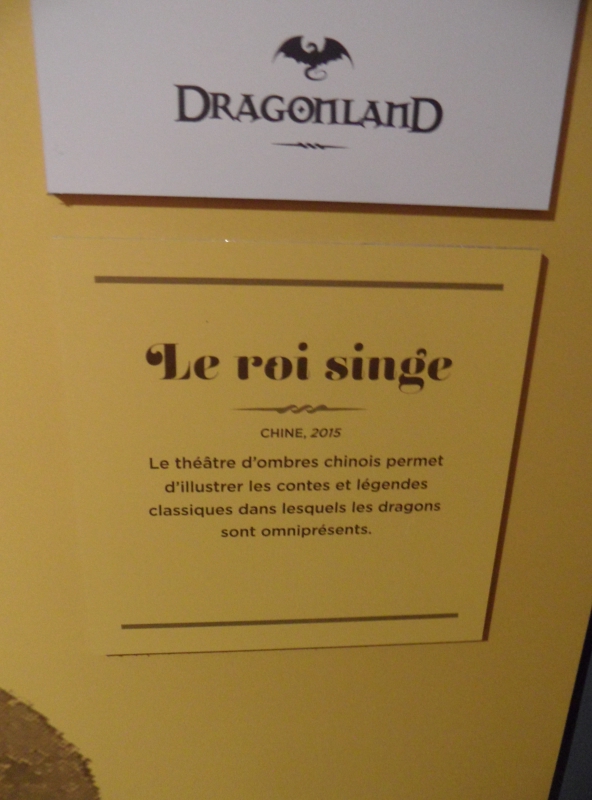 DRAGONLAND
Le roi singe
CHINE, 2015
Le théâtre d'ombres chinois permet
d'illustrer les contes et légendes
classiques dans lesquels les dragons
sont omniprésents.